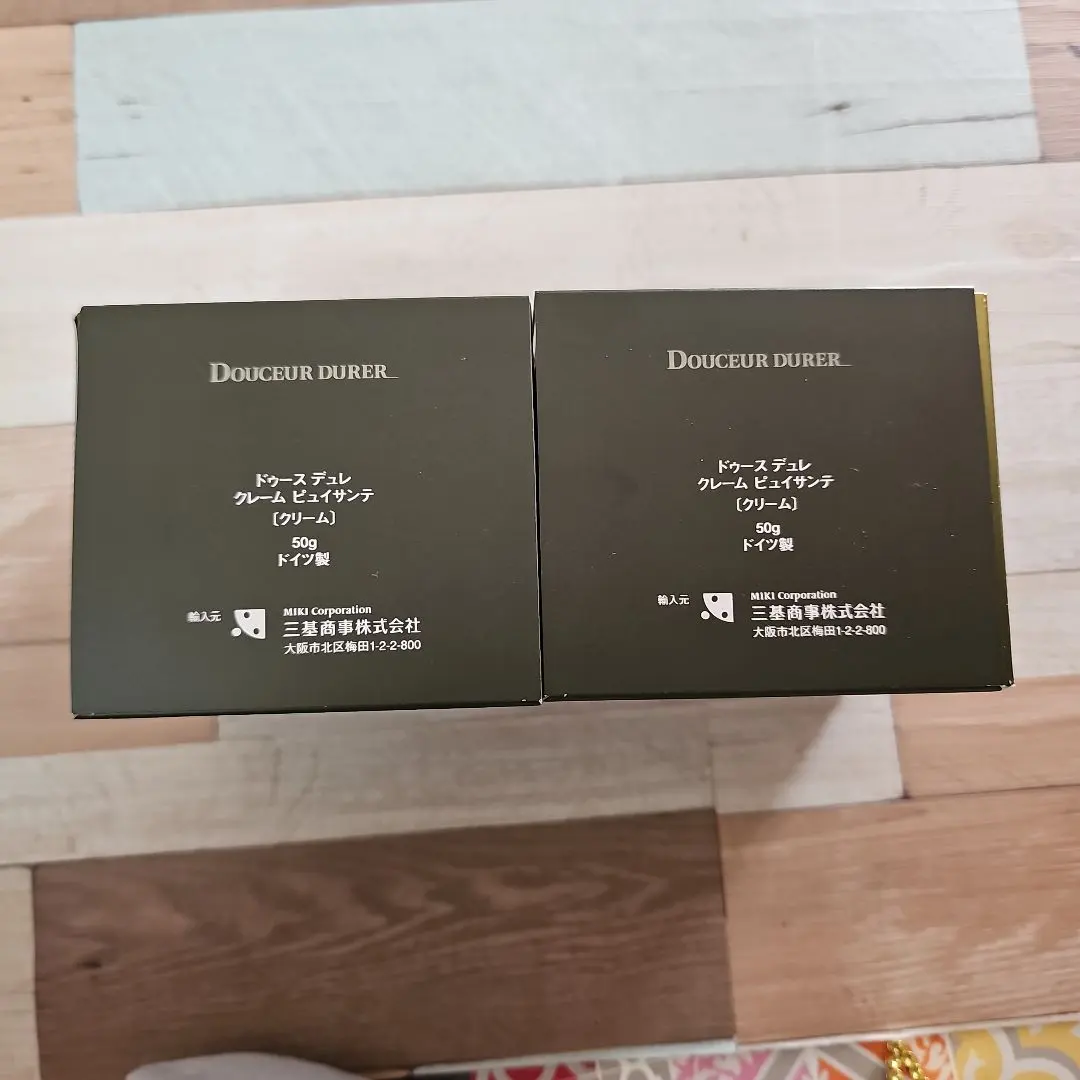 DOUCEUR DURER
ドゥース デュレ
クレーム ピュイサンテ
〔クリーム〕
50g
ドイツ製
輸入元
MIKI Corporation
三基商事株式会社
大阪市北区梅田1-2-2-800
DOUCEUR DURER
ドゥース デュレ
クレーム ピュイサンテ
〔クリーム〕
50g
ドイツ製
輸入元
MIKI Corporation
三基商事株式会社
大阪市北区梅田1-2-2-800